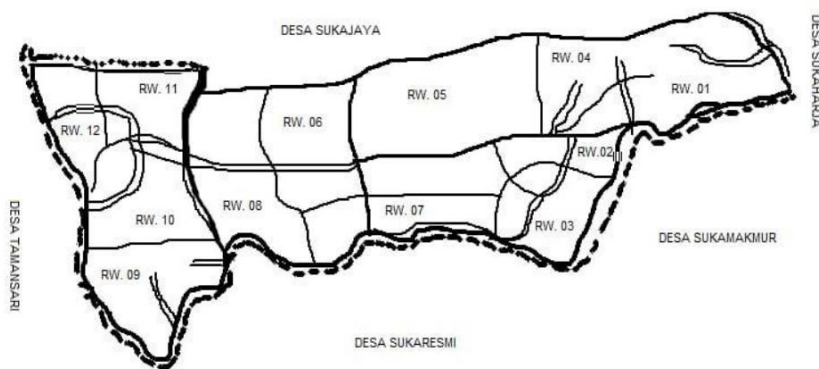 DESA SUKAJAYA
DESA SUKAHARJA
RW. 04
RW. 11
RW. 01
RW. 05
RW. 06
RW. 12
RW.02
RW. 08
RW. 07
RW. 10
RW. 03
DESA TAMANSARI
DESA SUKAMAKMUR
RW. 09
DESA SUKARESMI